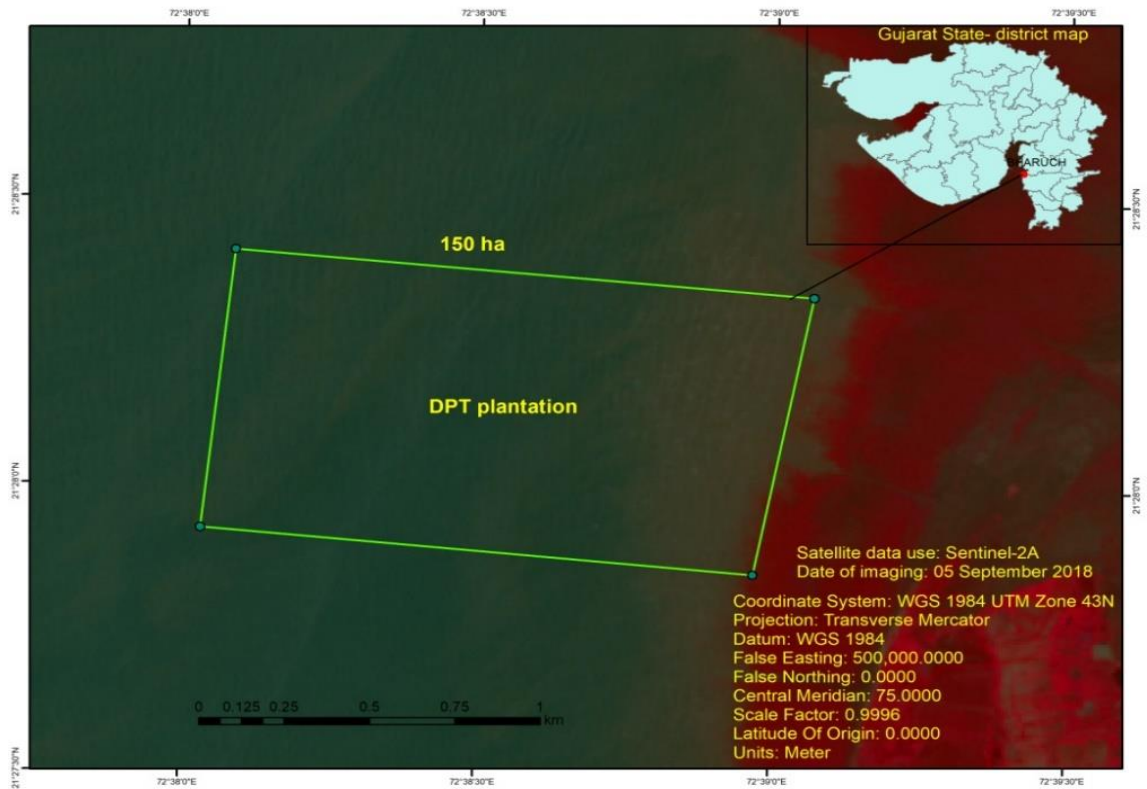 72°38'0"E
72°38'30"E
72°39'0"E
72°39'30"E
Gujarat State- district map
BHARUCH
21°28'30"N
21°28'30"N
150 ha
DPT plantation
21°28'0"N
21°28'0"N
Satellite data use: Sentinel-2A
Date of imaging: 05 September 2018
Coordinate System: WGS 1984 UTM Zone 43N
Projection: Transverse Mercator
Datum: WGS 1984
False Easting: 500,000.0000
False Northing: 0.0000
Central Meridian: 75.0000
Scale Factor: 0.9996
Latitude Of Origin: 0.0000
Units: Meter
0 0.125 0.25 0.5 0.75 1
km
21°27'30"N
72°38'0"E
72°38'30"E
72°39'0"E
72°39'30"E